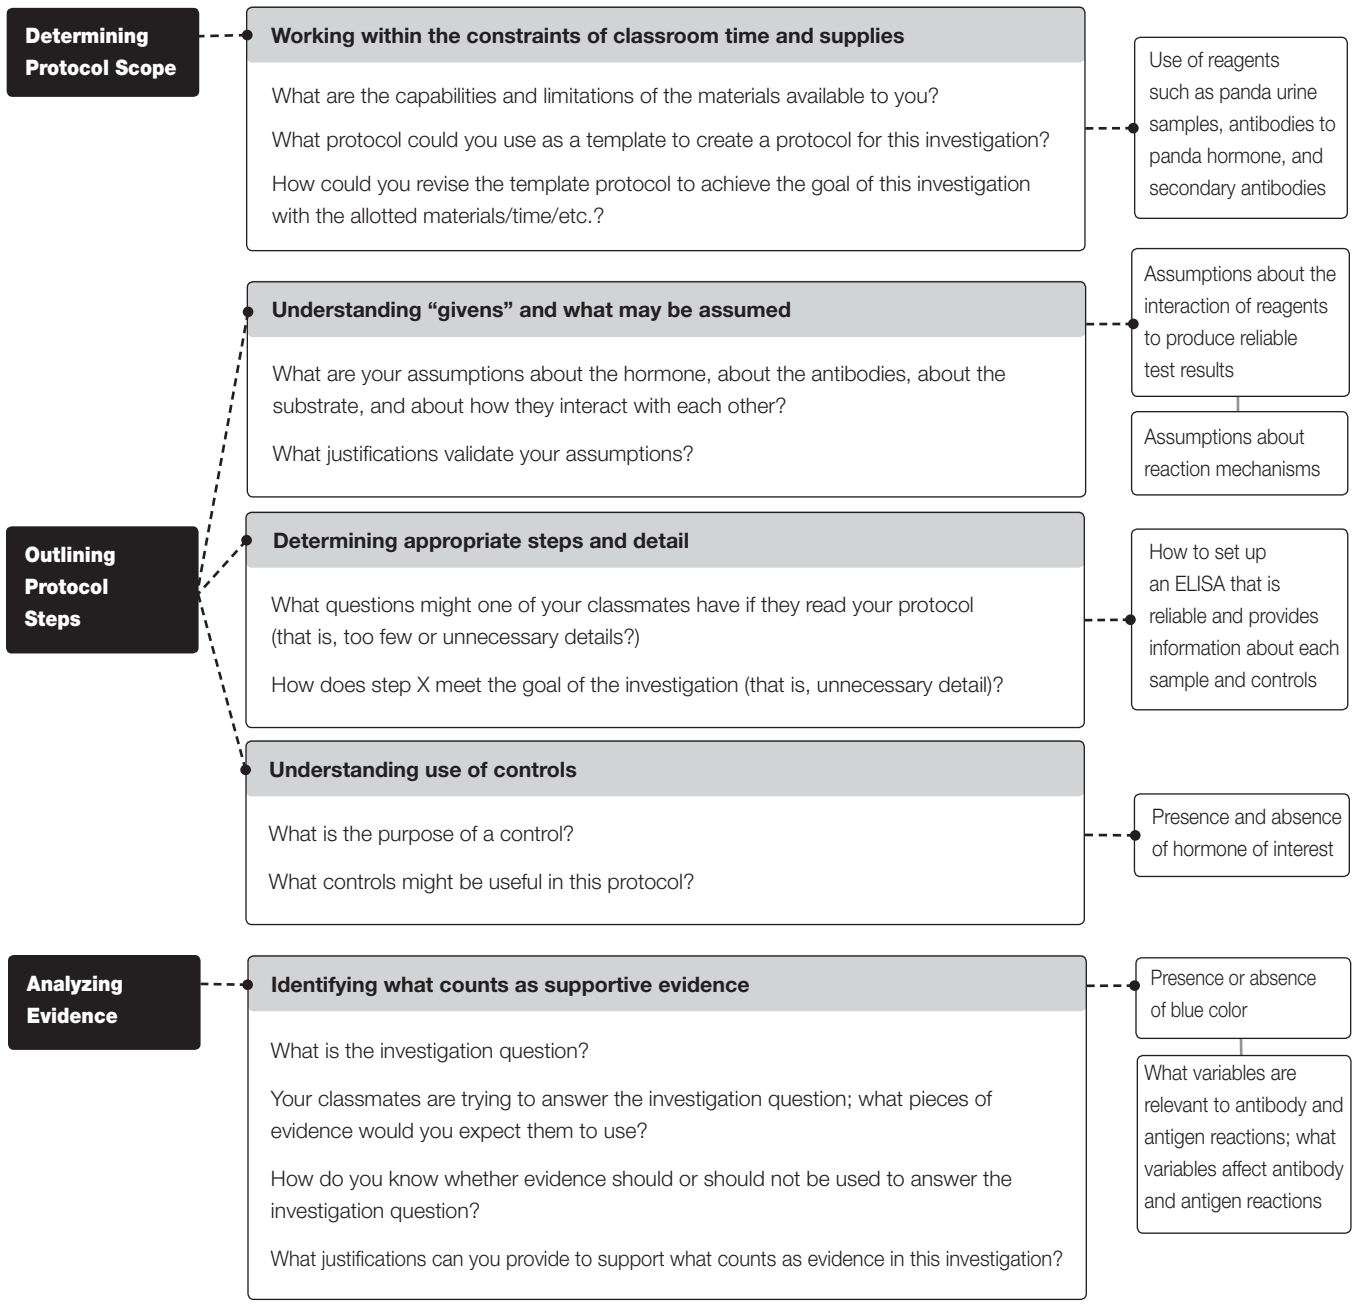 Determining
Protocol Scope
Working within the constraints of classroom time and supplies
What are the capabilities and limitations of the materials available to you?
What protocol could you use as a template to create a protocol for this investigation?
How could you revise the template protocol to achieve the goal of this investigation
with the allotted materials/time/etc.?
Use of reagents
such as panda urine
samples, antibodies to
panda hormone, and
secondary antibodies
Outlining
Protocol
Steps
Understanding “givens” and what may be assumed
What are your assumptions about the hormone, about the antibodies, about the
substrate, and about how they interact with each other?
What justifications validate your assumptions?
Assumptions about the
interaction of reagents
to produce reliable
test results
Assumptions about
reaction mechanisms
Determining appropriate steps and detail
What questions might one of your classmates have if they read your protocol
(that is, too few or unnecessary details?)
How does step X meet the goal of the investigation (that is, unnecessary detail)?
How to set up
an ELISA that is
reliable and provides
information about each
sample and controls
Understanding use of controls
What is the purpose of a control?
What controls might be useful in this protocol?
Presence and absence
of hormone of interest
Analyzing
Evidence
Identifying what counts as supportive evidence
What is the investigation question?
Your classmates are trying to answer the investigation question; what pieces of
evidence would you expect them to use?
How do you know whether evidence should or should not be used to answer the
investigation question?
What justifications can you provide to support what counts as evidence in this investigation?
Presence or absence
of blue color
What variables are
relevant to antibody and
antigen reactions; what
variables affect antibody
and antigen reactions